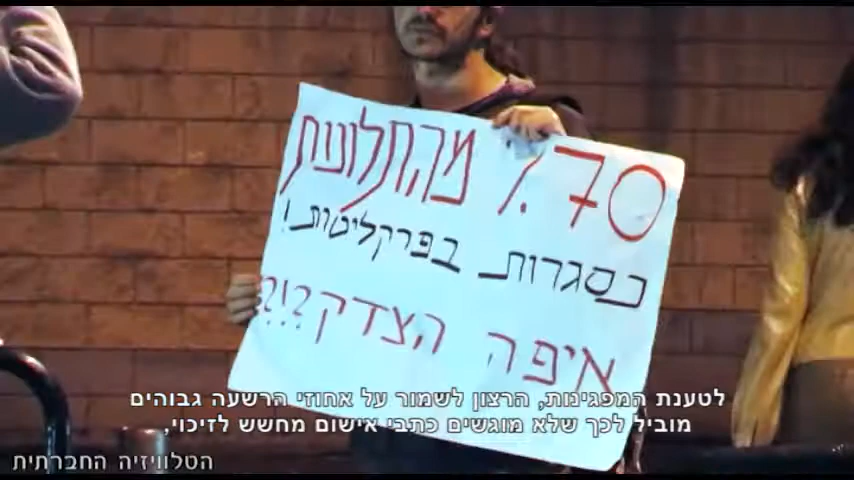 70% מהתלונות
נסגרות בפרקליטות!
איפה הצדק?!?
לטענת המפגינות, הרצון לשמור על אחוזי הרשעה גבוהים
מוביל לכך שלא מוגשים כתבי אישום מחשש לזיכוי.
הטלוויזיה החברתית